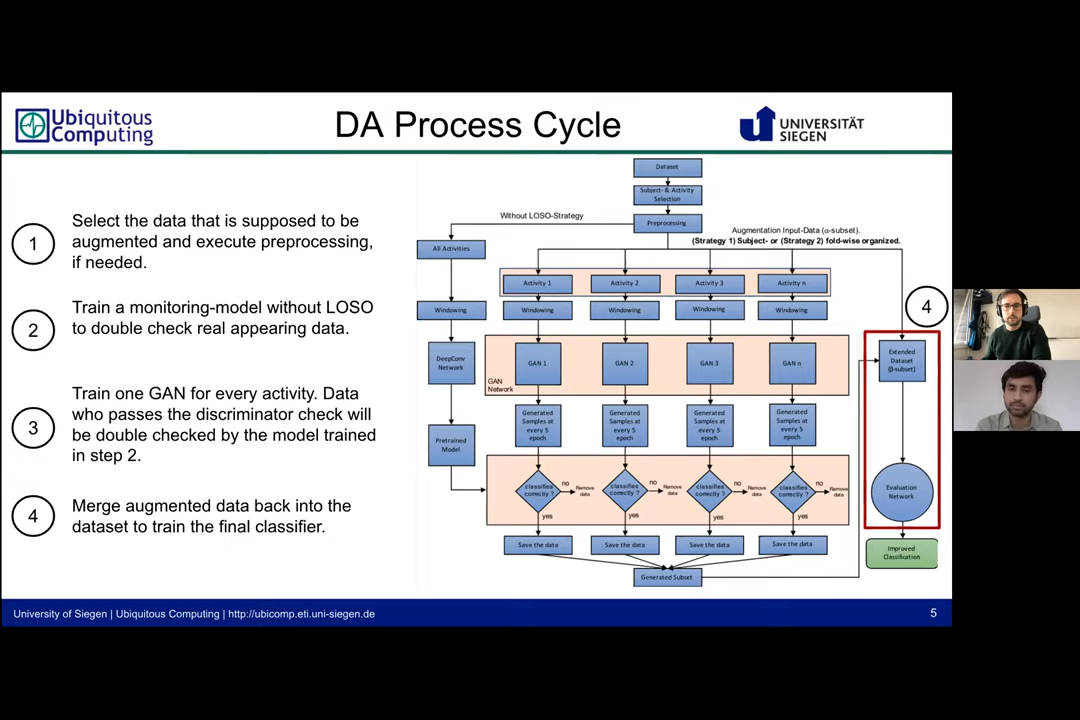 Ubiquitous
Computing
DA Process Cycle
UNIVERSITÄT
SIEGEN
1
Select the data that is supposed to be
augmented and execute preprocessing,
if needed.
2
Train a monitoring-model without LOSO
to double check real appearing data.
3
Train one GAN for every activity. Data
who passes the discriminator check will
be double checked by the model trained
in step 2.
4
Merge augmented data back into the
dataset to train the final classifier.
Dataset
Subject- & Activity
Selection
Preprocessing
Without LOSO-Strategy
Augmentation Input-Data (α-subset).
(Strategy 1) Subject- or (Strategy 2) fold-wise organized.
All Activities
Activity 1
Activity 2
Activity 3
Activity n
Windowing
Windowing
Windowing
Windowing
Windowing
4
DeepConv
Network
GAN
Network
GAN 1
GAN 2
GAN 3
GAN n
Extended
Dataset
(β-subset)
Pretrained
Model
Generated
Samples at
every 5
epoch
Generated
Samples at
every 5
epoch
Generated
Samples at
every 5
epoch
Generated
Samples at
every 5
epoch
classifies
correctly ?
no
Remove
data
yes
classifies
correctly ?
no
Remove
data
yes
classifies
correctly ?
no
Remove
data
yes
classifies
correctly ?
no
Remove
data
yes
Evaluation
Network
Save the data
Save the data
Save the data
Save the data
Improved
Classification
Generated Subset
University of Siegen | Ubiquitous Computing | http://ubicomp.eti.uni-siegen.de
5